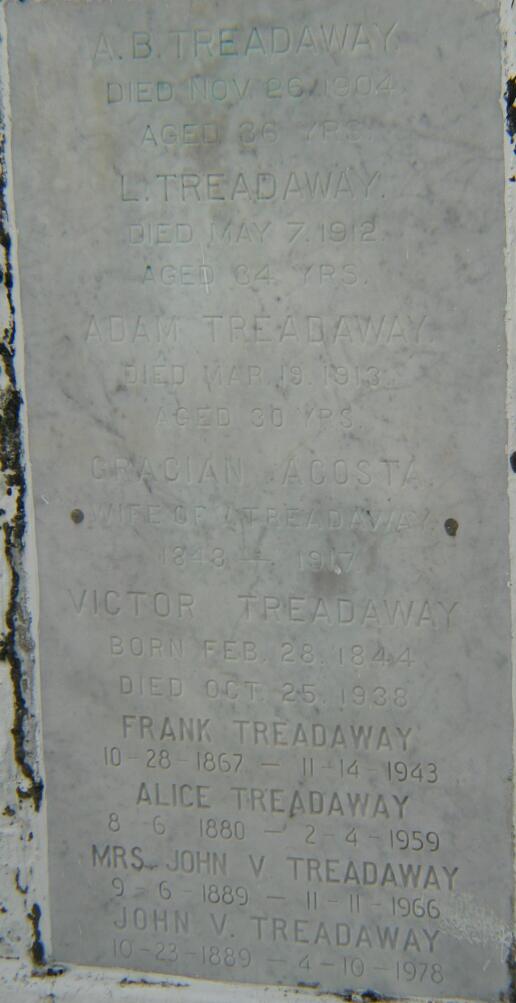 A. B. TREADAWAY.
DIED NOV. 26. 1904.
AGED 36 YRS.
L. TREADAWAY.
DIED MAY 7. 1912.
AGED 34 YRS.
ADAM TREADAWAY.
DIED MAR. 19. 1913.
AGED 30 YRS.
GRACIAN ACOSTA.
WIFE OF V. TREADAWAY.
1848 — 1917
VICTOR TREADAWAY
BORN FEB. 28. 1844
DIED OCT. 25. 1938
FRANK TREADAWAY
10-28-1867 — 11-14-1943
ALICE TREADAWAY
8-6 1880 — 2-4-1959
MRS. JOHN V TREADAWAY
9-6-1889 — 11-11-1966
JOHN V. TREADAWAY
10-23-1889 — 4-10-1978